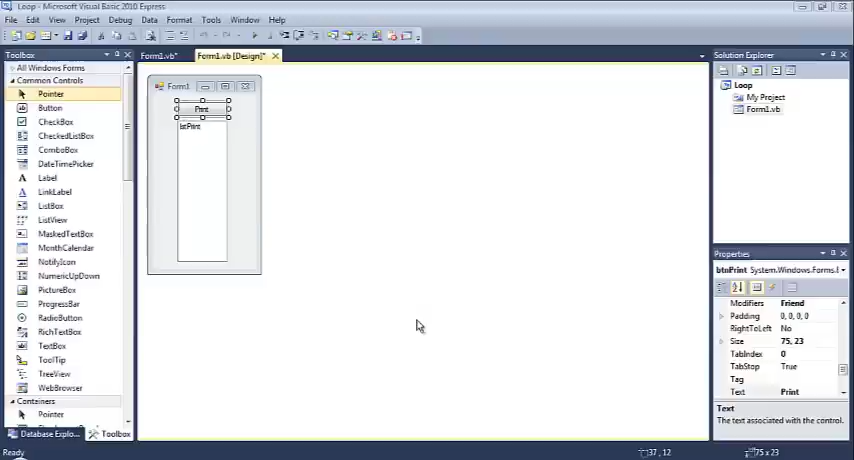 Loop - Microsoft Visual Basic 2010 Express
File Edit View Project Debug Data Format Tools Window Help
Toolbox
All Windows Forms
Common Controls
Pointer
Button
CheckBox
CheckedListBox
ComboBox
DateTimePicker
Label
LinkLabel
ListBox
ListView
MaskedTextBox
MonthCalendar
NotifyIcon
NumericUpDown
PictureBox
ProgressBar
RadioButton
RichTextBox
TextBox
ToolTip
TreeView
WebBrowser
Containers
Pointer
Database Explo... Toolbox
Form1.vb* Form1.vb [Design]*
Form1
Print
lstPrint
Solution Explorer
Loop
My Project
Form1.vb
Properties
btnPrint System.Windows.Forms.E
Modifiers Friend
Padding 0, 0, 0, 0
RightToLeft No
Size 75, 23
TabIndex 0
TabStop True
Tag
Text Print
Text
The text associated with the control.
Ready 37 , 12 75 x 23